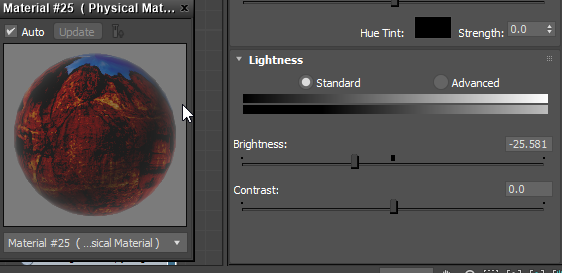 Material #25 ( Physical Mat...
Auto Update
Material #25 ( ...sical Material )
Hue Tint: Strength: 0.0
Lightness
Standard Advanced
Brightness: -25.581
Contrast: 0.0